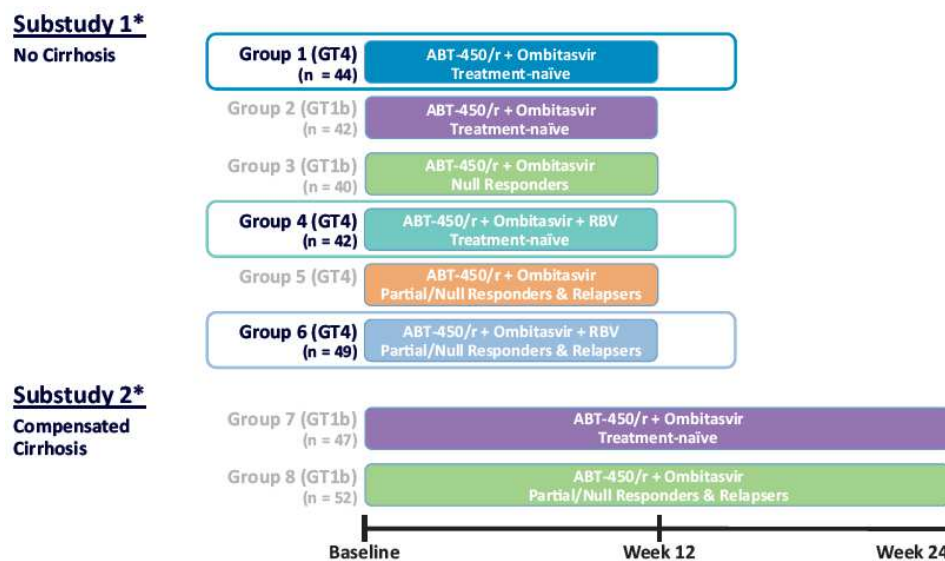 Substudy 1*
No Cirrhosis
Group 1 (GT4)
(n = 44)
ABT-450/r + Ombitasvir
Treatment-naïve
Group 2 (GT1b)
(n = 42)
ABT-450/r + Ombitasvir
Treatment-naïve
Group 3 (GT1b)
(n = 40)
ABT-450/r + Ombitasvir
Null Responders
Group 4 (GT4)
(n = 42)
ABT-450/r + Ombitasvir + RBV
Treatment-naïve
Group 5 (GT4)
ABT-450/r + Ombitasvir
Partial/Null Responders & Relapsers
Group 6 (GT4)
(n = 49)
ABT-450/r + Ombitasvir + RBV
Partial/Null Responders & Relapsers
Substudy 2*
Compensated
Cirrhosis
Group 7 (GT1b)
(n = 47)
ABT-450/r + Ombitasvir
Treatment-naïve
Group 8 (GT1b)
(n = 52)
ABT-450/r + Ombitasvir
Partial/Null Responders & Relapsers
Baseline
Week 12
Week 24